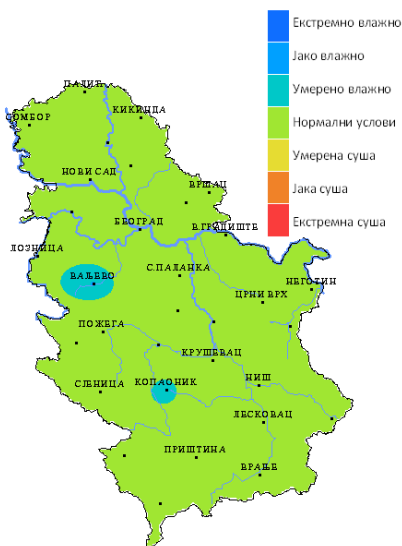 Екстремно влажно
Јако влажно
Умерено влажно
Нормални услови
Умерена суша
Јака суша
Екстремна суша
ПАЛИЋ
СОМБОР
КИКИНДА
НОВИ САД
ВРШАЦ
БЕОГРАД
В.ГРАДИШТЕ
ЛОЗНИЦА
ВАЉЕВО
С.ПАЛАНКА
НЕГОТИН
ЦРНИ ВРХ
ПОЖЕГА
КРУШЕВАЦ
СЈЕНИЦА
КОПАОНИК
НИШ
ЛЕСКОВАЦ
ПРИШТИНА
ВРАЊЕ